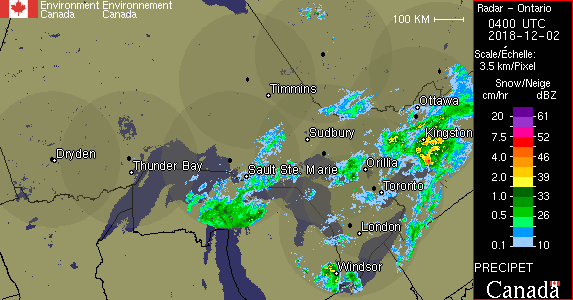 Environment Environnement
Canada Canada
100 KM
Timmins
Ottawa
Sudbury
Kingston
Dryden
Thunder Bay
Sault Ste. Marie
Orillia
Toronto
London
Windsor
Radar - Ontario
0400 UTC
2018-12-02
Scale/Échelle:
3.5 km/Pixel
Snow/Neige
cm/hr dBZ
20 61
7.5 52
4.0 46
2.0 39
1.0 33
0.5 26
0.1 10
PRECIPET
Canada